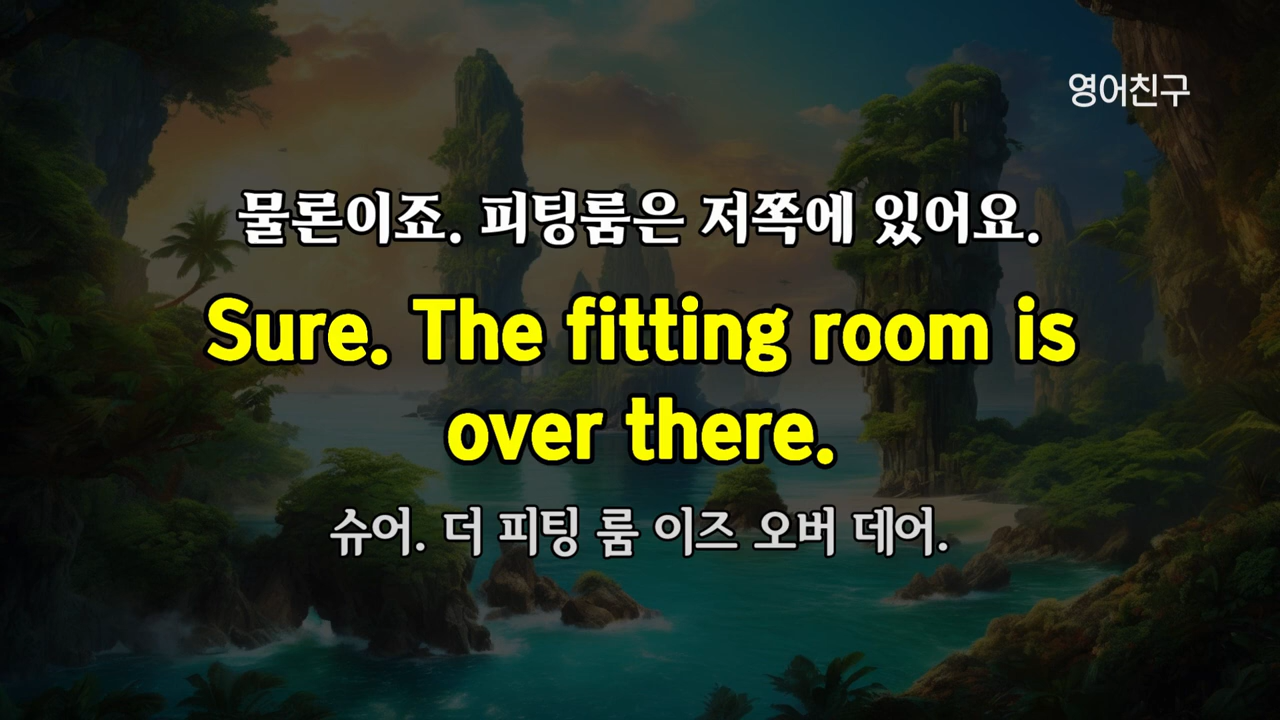 영어친구
물론이죠. 피팅룸은 저쪽에 있어요.
Sure. The fitting room is
over there.
슈어. 더 피팅 룸 이즈 오버 데어.